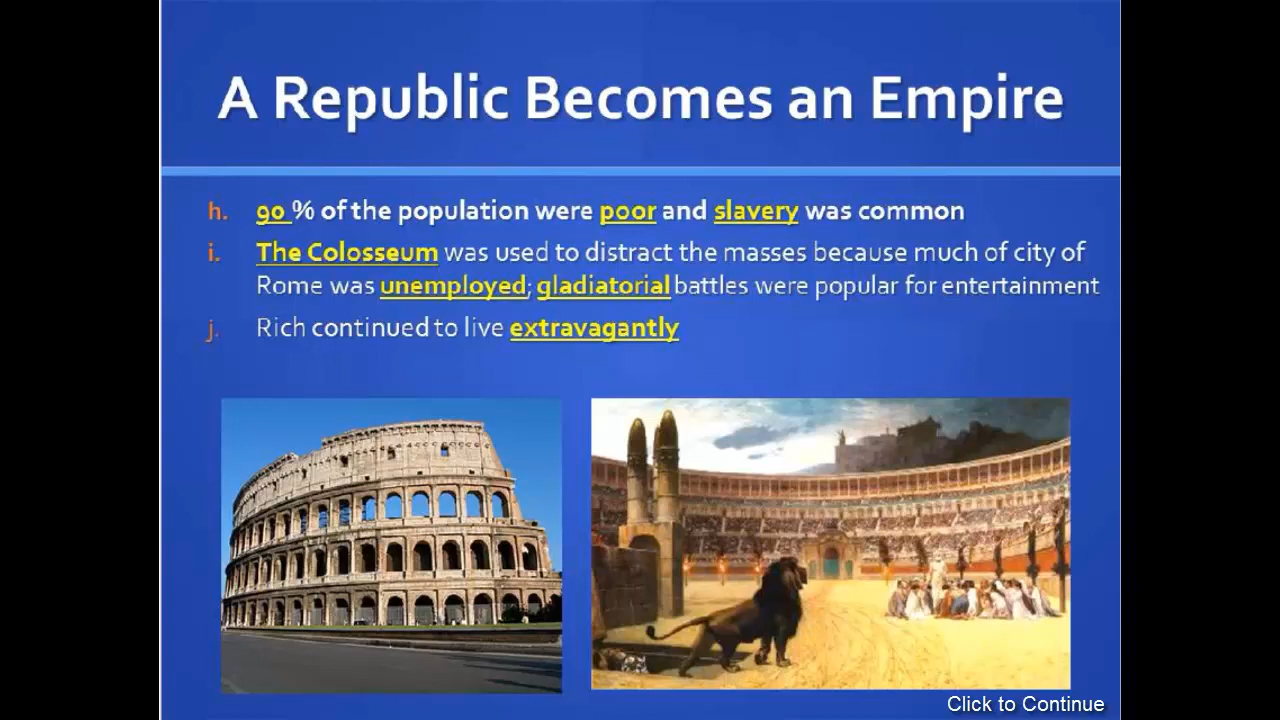 A Republic Becomes an Empire
h. 90 % of the population were poor and slavery was common
i. The Colosseum was used to distract the masses because much of city of
Rome was unemployed; gladiatorial battles were popular for entertainment
j. Rich continued to live extravagantly
Click to Continue